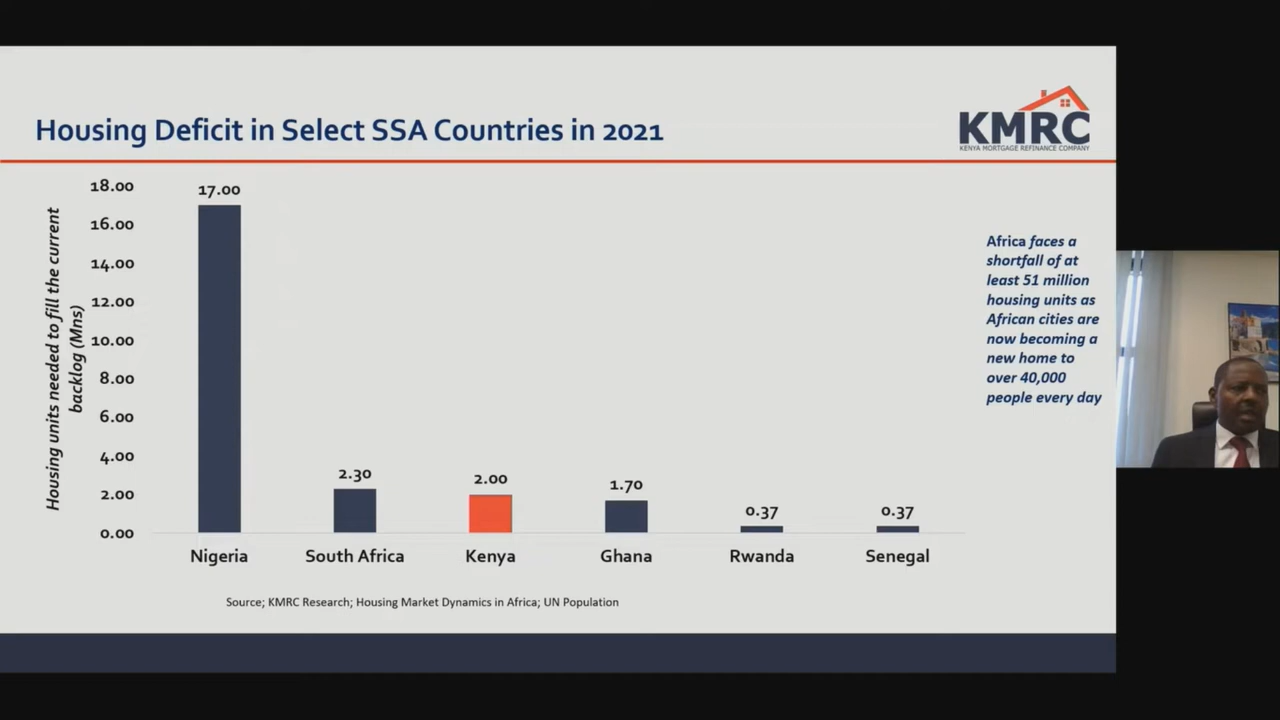 Housing Deficit in Select SSA Countries in 2021
KMRC
KENYA MORTGAGE REFINANCE COMPANY
Housing units needed to fill the current
backlog (Mns)
18.00
16.00
14.00
12.00
10.00
8.00
6.00
4.00
2.00
0.00
17.00
2.30
2.00
1.70
0.37
0.37
Nigeria
South Africa
Kenya
Ghana
Rwanda
Senegal
Africa faces a
shortfall of at
least 51 million
housing units as
African cities are
now becoming a
new home to
over 40,000
people every day
Source; KMRC Research; Housing Market Dynamics in Africa; UN Population